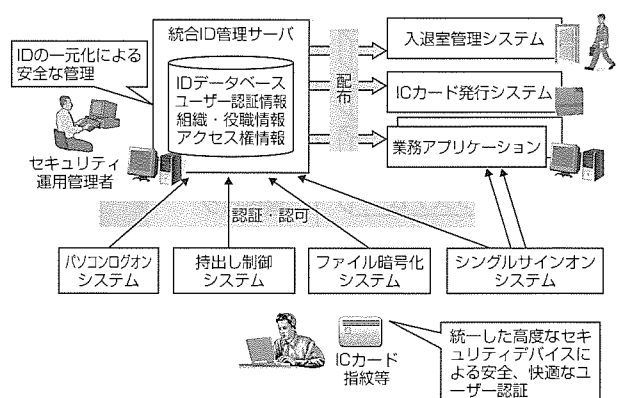 統合ID管理サーバ
IDの一元化による
安全な管理
IDデータベース
ユーザー認証情報
組織・役職情報
アクセス権情報
配布
入退室管理システム
ICカード発行システム
業務アプリケーション
セキュリティ
運用管理者
認証・認可
パソコンログオン
システム
持出し制御
システム
ファイル暗号化
システム
シングルサインオン
システム
ICカード
指紋等
統一した高度なセキ
ュリティデバイスに
よる安全、快適なユ
ーザー認証